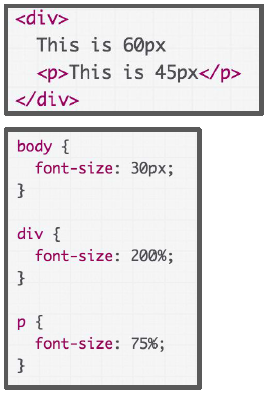 <div>
  This is 60px
  <p>This is 45px</p>
</div>
body {
  font-size: 30px;
}
div {
  font-size: 200%;
}
p {
  font-size: 75%;
}